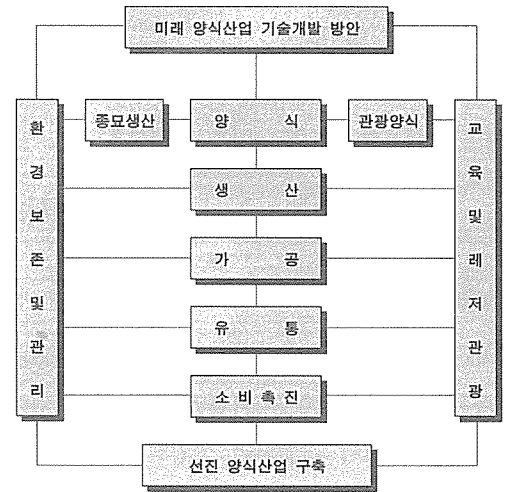 미래 양식산업 기술개발 방안
환경보존및관리
종묘생산
양 식
관광양식
교육및레저관광
생 산
가 공
유 통
소 비 촉 진
선진 양식산업 구축